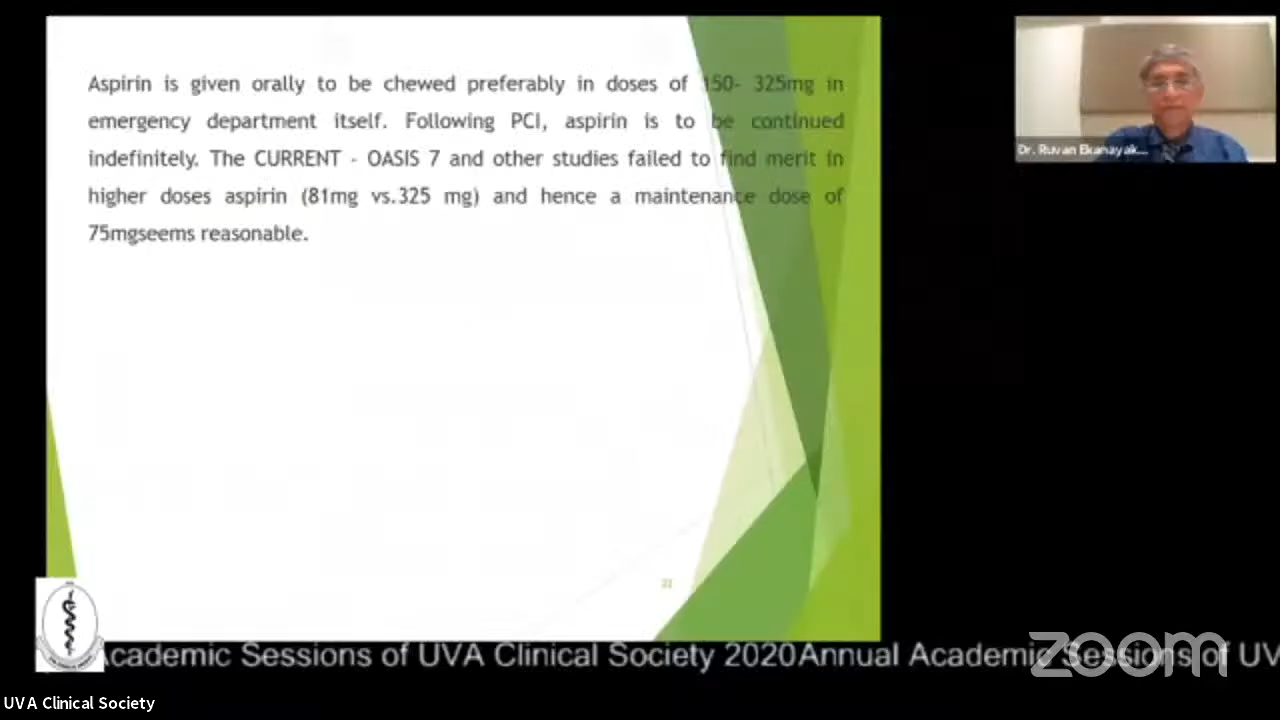 Aspirin is given orally to be chewed preferably in doses of 150- 325mg in
emergency department itself. Following PCI, aspirin is to be continued
indefinitely. The CURRENT - OASIS 7 and other studies failed to find merit in
higher doses aspirin (81mg vs.325 mg) and hence a maintenance dose of
75mgseems reasonable.
Dr. Ruvan Ekanayak...
cademic Sessions of UVA Clinical Society 2020Annual Academic Sessions of UV
zoom
UVA Clinical Society